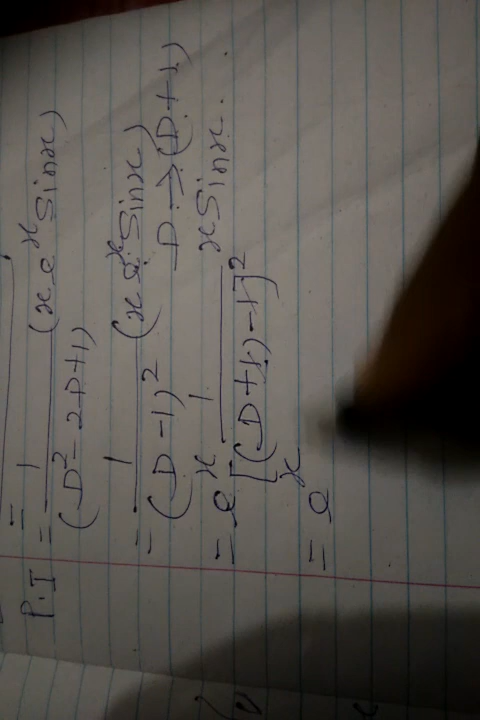 P.I = 1/(D² - 2D + 1) (x eˣ Sinx)
= 1/(D - 1)² (x eˣ Sinx)
D → (D + 1)
= eˣ 1/[(D + 1) - 1]² x Sinx.
= eˣ